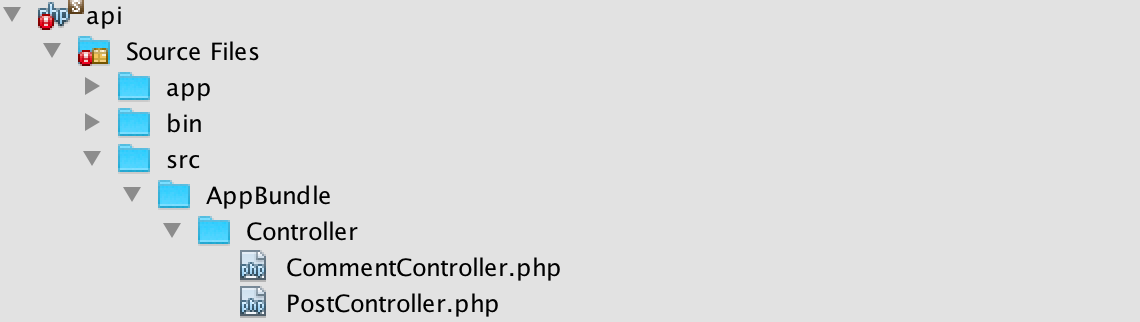 api
Source Files
app
bin
src
AppBundle
Controller
CommentController.php
PostController.php